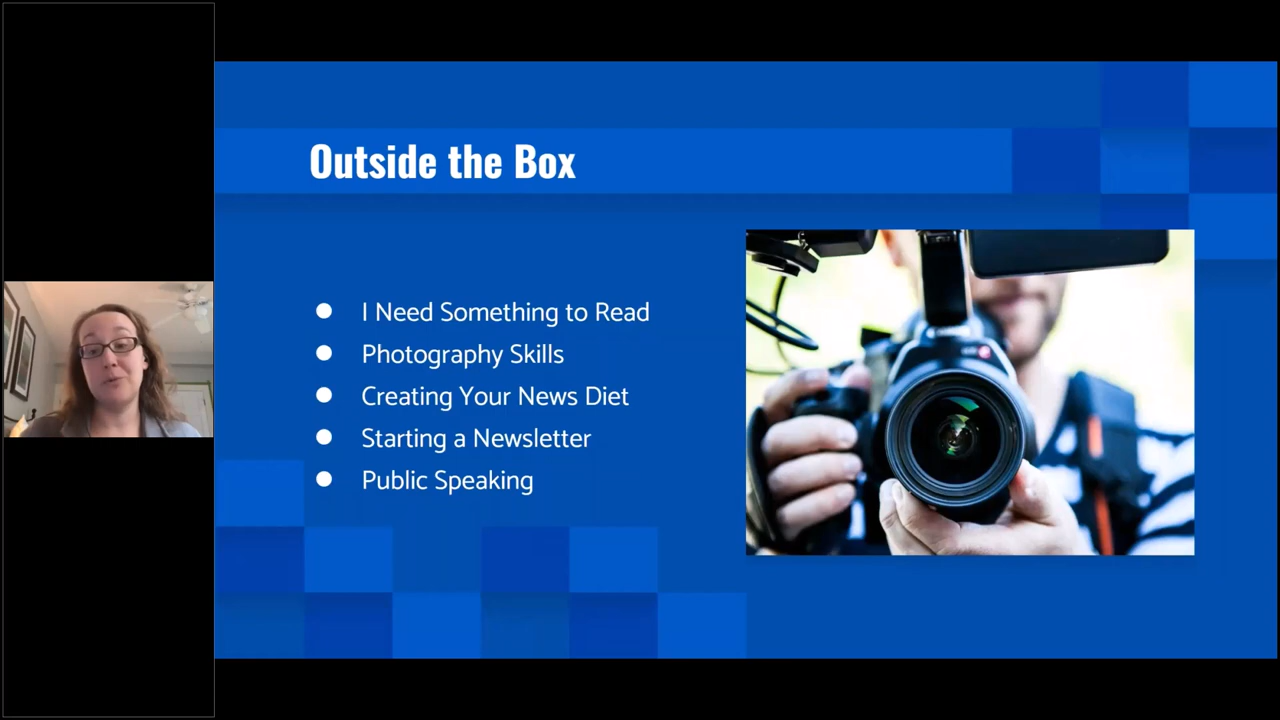 Outside the Box
I Need Something to Read
Photography Skills
Creating Your News Diet
Starting a Newsletter
Public Speaking